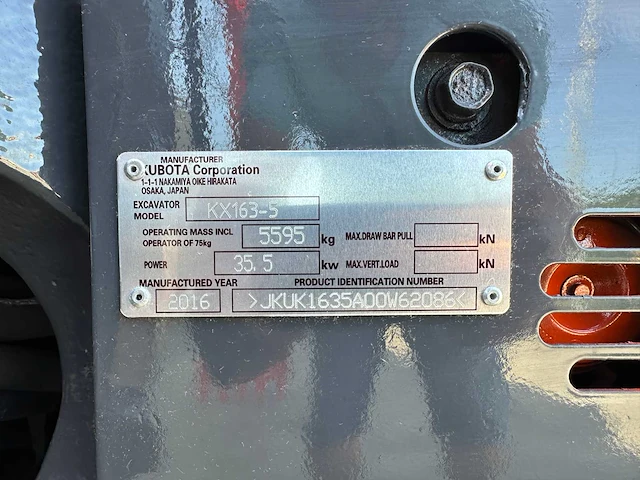 MANUFACTURER
KUBOTA Corporation
1-1-1 NAKAMIYA OIKE HIRAKATA
OSAKA, JAPAN
EXCAVATOR MODEL KX163-5
OPERATING MASS INCL OPERATOR OF 75kg 5595 kg MAX.DRAW BAR PULL kN
POWER 35.5 kw MAX.VERT.LOAD kN
MANUFACTURED YEAR PRODUCT IDENTIFICATION NUMBER
2016 >JKUK1635A00W62086<